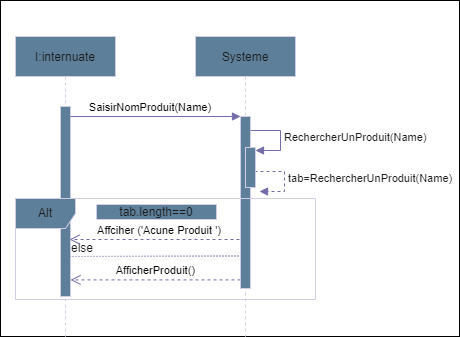 I:internuate
Systeme
SaisirNomProduit(Name)
RechercherUnProduit(Name)
tab=RechercherUnProduit(Name)
Alt
tab.length==0
Affciher ('Acune Produit ')
else
AfficherProduit()